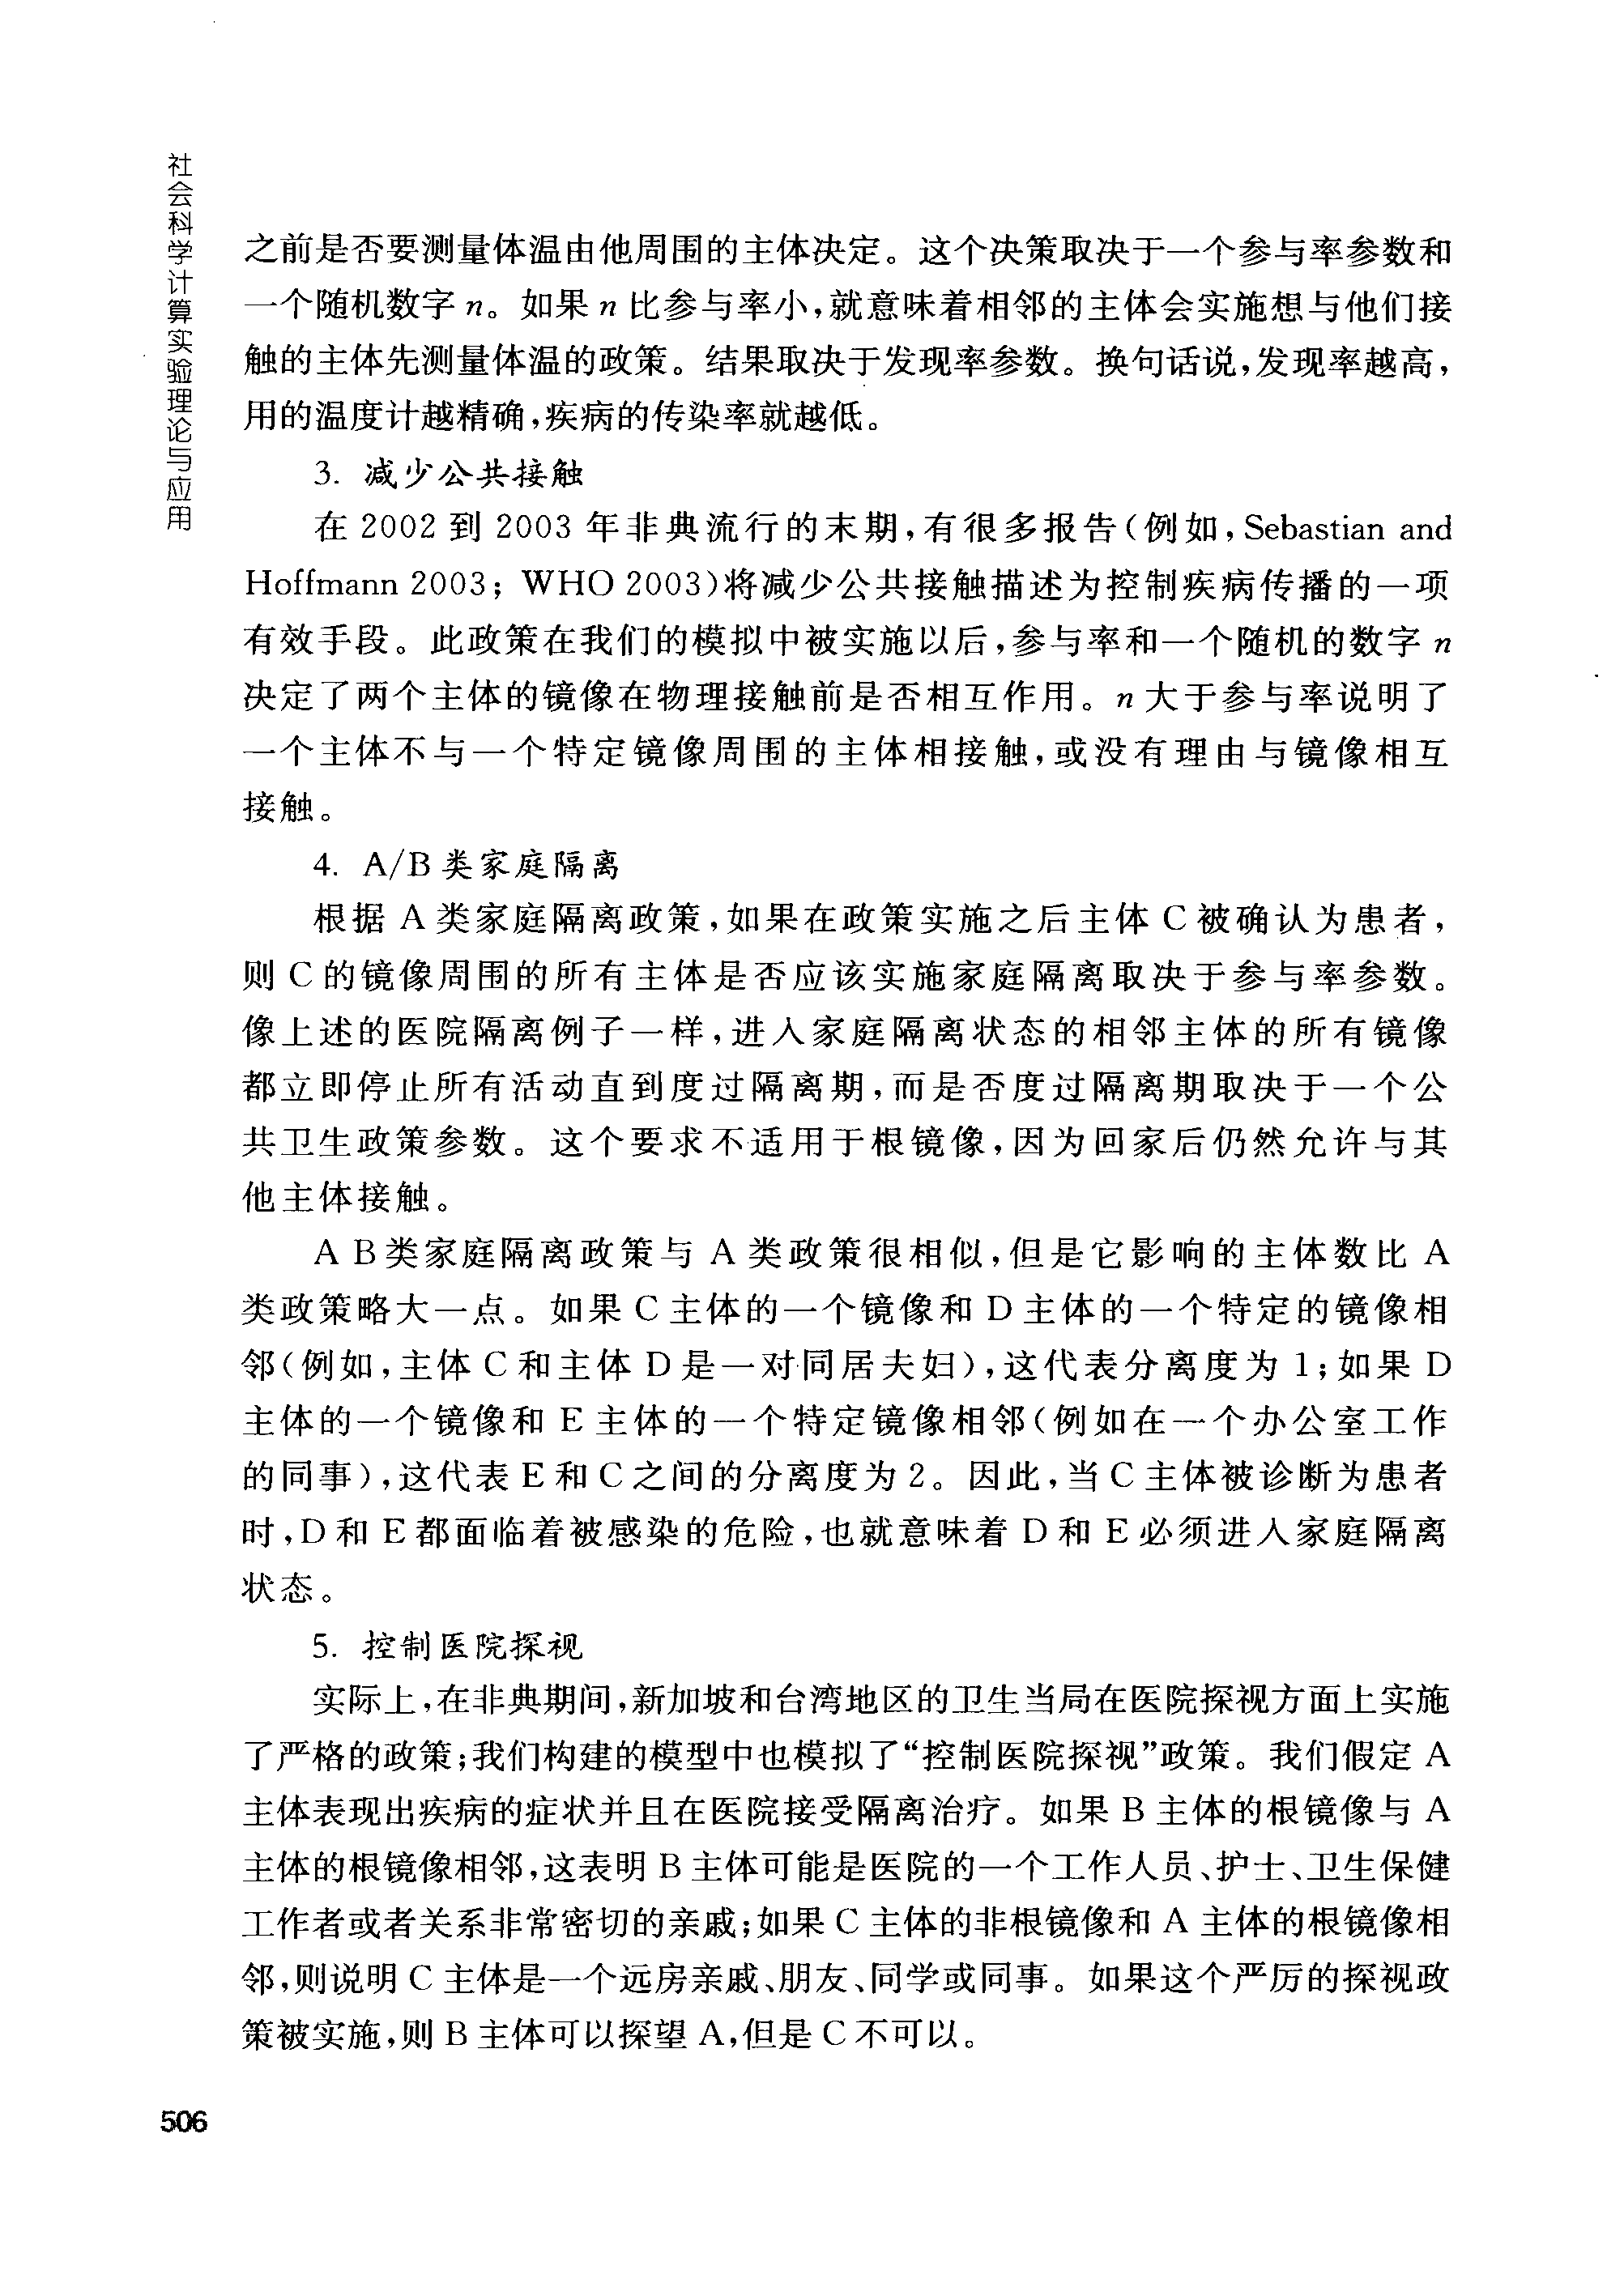 社会科学计算实验理论与应用
之前是否要测量体温由他周围的主体决定。这个决策取决于一个参与率参数和
一个随机数字 n。如果 n 比参与率小,就意味着相邻的主体会实施想与他们接
触的主体先测量体温的政策。结果取决于发现率参数。换句话说,发现率越高,
用的温度计越精确,疾病的传染率就越低。
3. 减少公共接触
在 2002 到 2003 年非典流行的末期,有很多报告(例如,Sebastian and
Hoffmann 2003; WHO 2003)将减少公共接触描述为控制疾病传播的一项
有效手段。此政策在我们的模拟中被实施以后,参与率和一个随机的数字 n
决定了两个主体的镜像在物理接触前是否相互作用。n 大于参与率说明了
一个主体不与一个特定镜像周围的主体相接触,或没有理由与镜像相互
接触。
4. A/B 类家庭隔离
根据 A 类家庭隔离政策,如果在政策实施之后主体 C 被确认为患者,
则 C 的镜像周围的所有主体是否应该实施家庭隔离取决于参与率参数。
像上述的医院隔离例子一样,进入家庭隔离状态的相邻主体的所有镜像
都立即停止所有活动直到度过隔离期,而是否度过隔离期取决于一个公
共卫生政策参数。这个要求不适用于根镜像,因为回家后仍然允许与其
他主体接触。
A B类家庭隔离政策与 A 类政策很相似,但是它影响的主体数比 A
类政策略大一点。如果 C 主体的一个镜像和 D 主体的一个特定的镜像相
邻(例如,主体 C 和主体 D 是一对同居夫妇),这代表分离度为 1;如果 D
主体的一个镜像和 E 主体的一个特定镜像相邻(例如在一个办公室工作
的同事),这代表 E 和 C 之间的分离度为 2。因此,当 C 主体被诊断为患者
时,D 和 E 都面临着被感染的危险,也就意味着 D 和 E 必须进入家庭隔离
状态。
5. 控制医院探视
实际上,在非典期间,新加坡和台湾地区的卫生当局在医院探视方面上实施
了严格的政策;我们构建的模型中也模拟了“控制医院探视”政策。我们假定 A
主体表现出疾病的症状并且在医院接受隔离治疗。如果 B 主体的根镜像与 A
主体的根镜像相邻,这表明 B 主体可能是医院的一个工作人员、护士、卫生保健
工作者或者关系非常密切的亲戚;如果 C 主体的非根镜像和 A 主体的根镜像相
邻,则说明 C 主体是一个远房亲戚、朋友、同学或同事。如果这个严厉的探视政
策被实施,则 B 主体可以探望 A,但是 C 不可以。
506